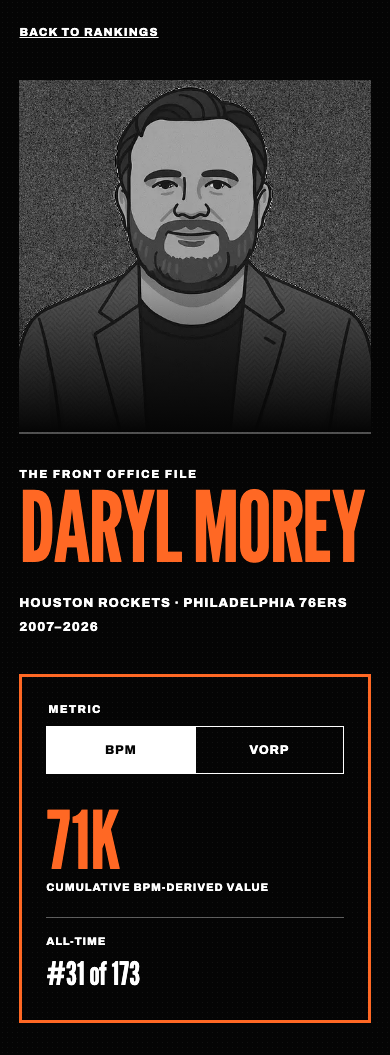 BACK TO RANKINGS
THE FRONT OFFICE FILE
DARYL MOREY
HOUSTON ROCKETS · PHILADELPHIA 76ERS
2007–2026
METRIC
BPM VORP
71K
CUMULATIVE BPM-DERIVED VALUE
ALL-TIME
#31 of 173